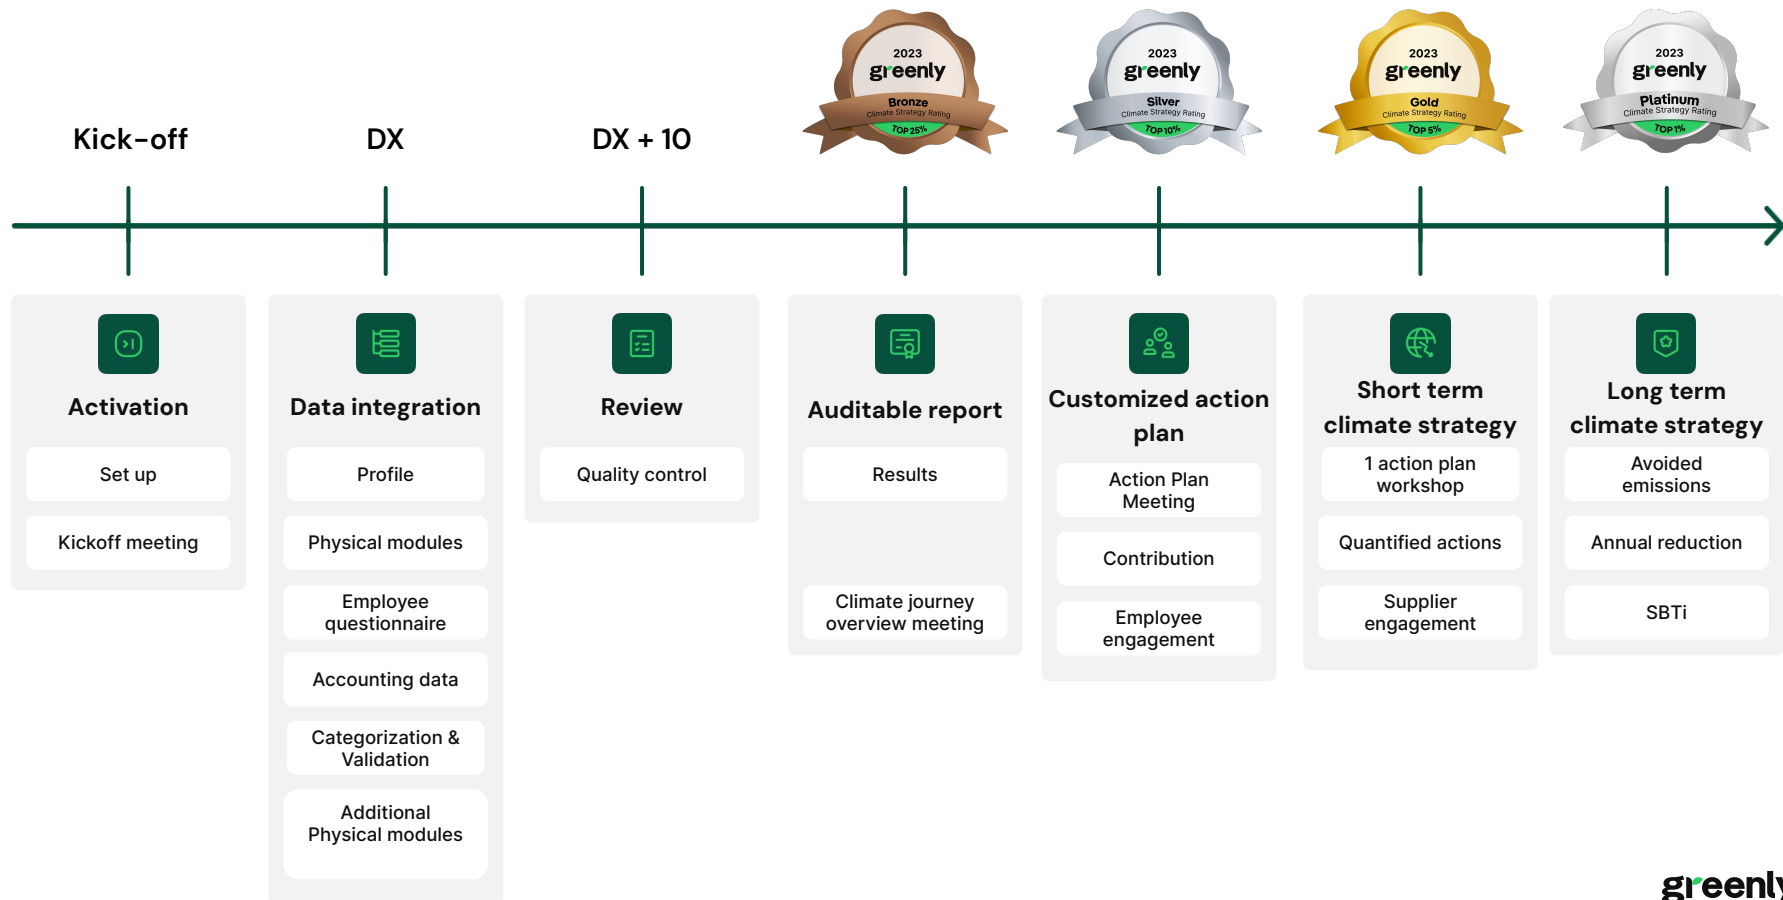 Kick-off
DX
DX + 10
2023
greenly
Bronze
Climate Strategy Rating
TOP 25%
2023
greenly
Silver
Climate Strategy Rating
TOP 10%
2023
greenly
Gold
Climate Strategy Rating
TOP 5%
2023
greenly
Platinum
Climate Strategy Rating
TOP 1%
Activation
Set up
Kickoff meeting
Data integration
Profile
Physical modules
Employee
questionnaire
Accounting data
Categorization &
Validation
Additional
Physical modules
Review
Quality control
Auditable report
Results
Climate journey
overview meeting
Customized action
plan
Action Plan
Meeting
Contribution
Employee
engagement
Short term
climate strategy
1 action plan
workshop
Quantified actions
Supplier
engagement
Long term
climate strategy
Avoided
emissions
Annual reduction
SBTi
greenly